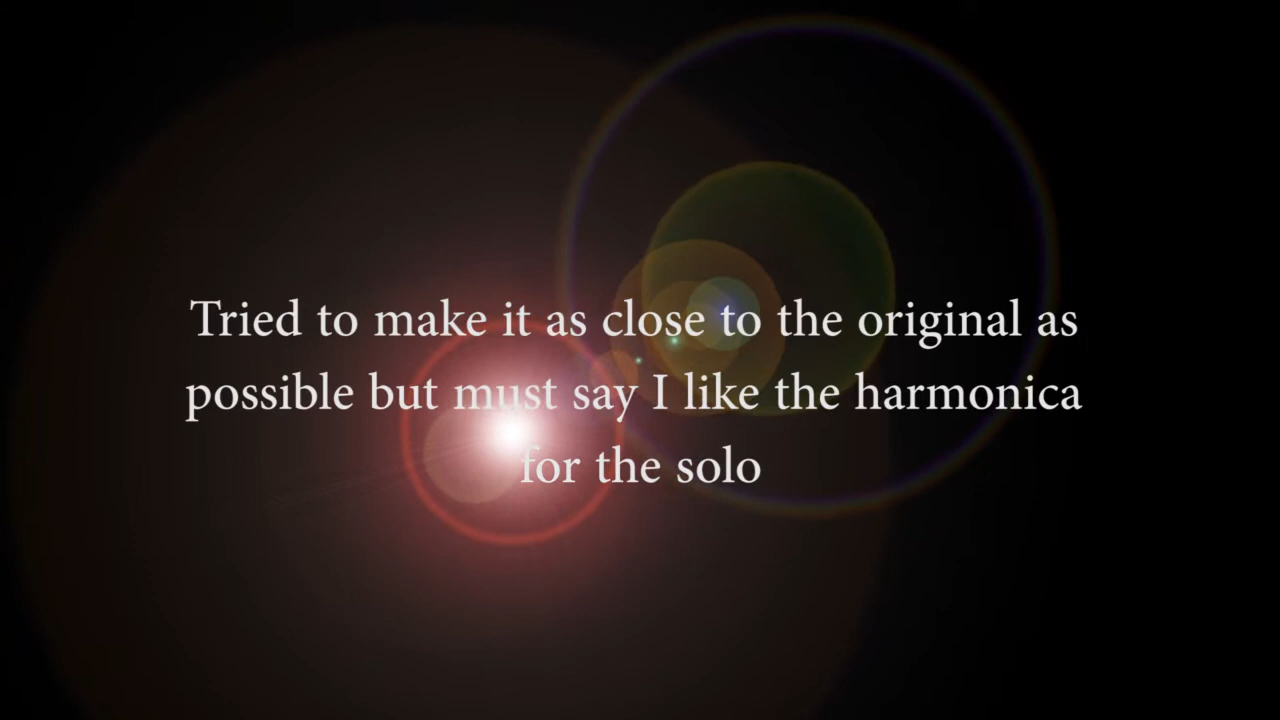 Tried to make it as close to the original as
possible but must say I like the harmonica
for the solo